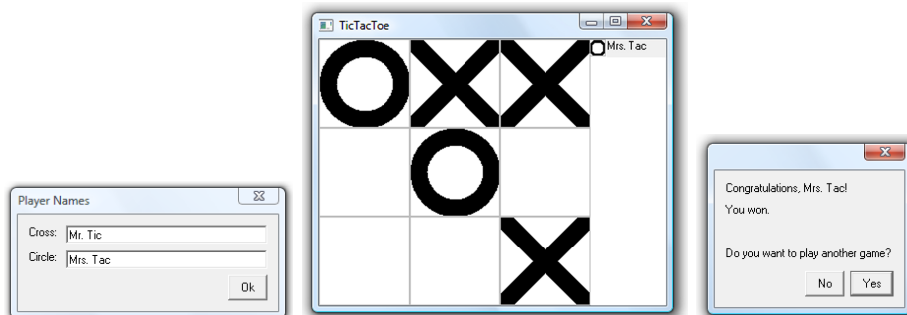 Player Names
Cross: Mr. Tic
Circle: Mrs. Tac
Ok
TicTacToe
Mrs. Tac
Congratulations, Mrs. Tac!
You won.
Do you want to play another game?
No Yes